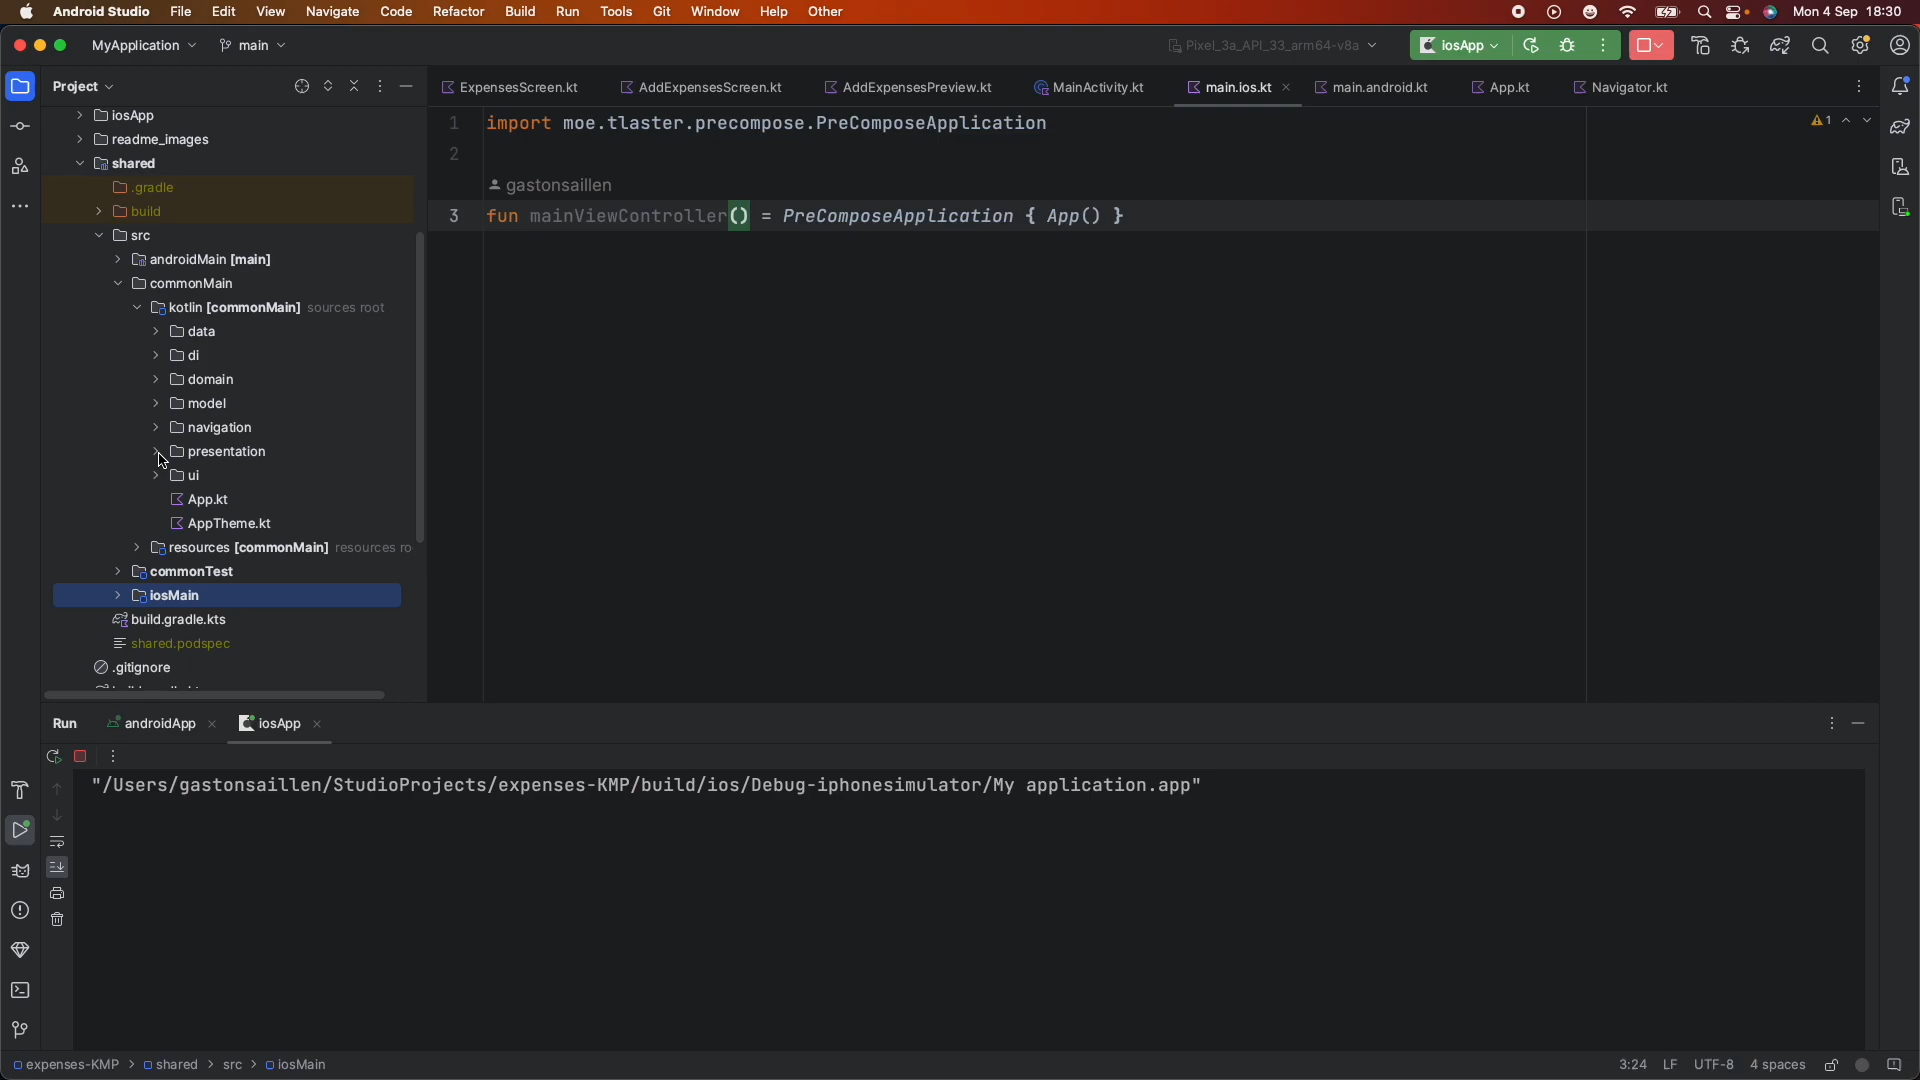 Android Studio File Edit View Navigate Code Refactor Build Run Tools Git Window Help Other Mon 4 Sep 18:30
MyApplication main Pixel_3a_API_33_arm64-v8a iosApp
Project
ExpensesScreen.kt AddExpensesScreen.kt AddExpensesPreview.kt MainActivity.kt main.ios.kt main.android.kt App.kt Navigator.kt
iosApp
readme_images
shared
.gradle
build
src
androidMain [main]
commonMain
kotlin [commonMain] sources root
data
di
domain
model
navigation
presentation
ui
App.kt
AppTheme.kt
resources [commonMain] resources ro
commonTest
iosMain
build.gradle.kts
shared.podspec
.gitignore
1 import moe.tlaster.precompose.PreComposeApplication
2
gastonsaillen
3 fun mainViewController() = PreComposeApplication { App() }
1
Run androidApp iosApp
"/Users/gastonsaillen/StudioProjects/expenses-KMP/build/ios/Debug-iphonesimulator/My application.app"
expenses-KMP > shared > src > iosMain 3:24 LF UTF-8 4 spaces